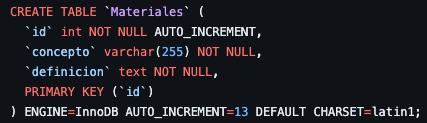 CREATE TABLE `Materiales` (
  `id` int NOT NULL AUTO_INCREMENT,
  `concepto` varchar(255) NOT NULL,
  `definicion` text NOT NULL,
  PRIMARY KEY (`id`)
) ENGINE=InnoDB AUTO_INCREMENT=13 DEFAULT CHARSET=latin1;